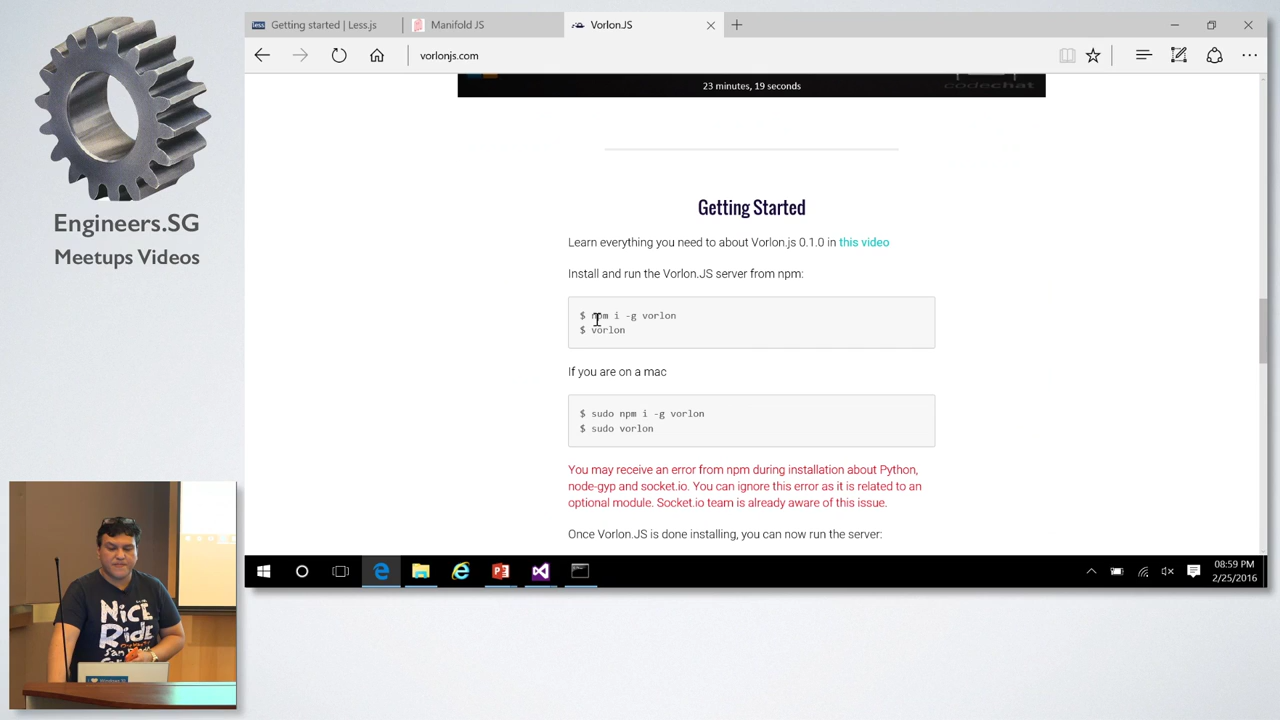 Engineers.SG
Meetups Videos
less Getting started | Less.js
Manifold JS
Vorlon.JS
vorlonjs.com
23 minutes, 19 seconds
codechat
Getting Started
Learn everything you need to about Vorlon.js 0.1.0 in this video
Install and run the Vorlon.JS server from npm:
$ npm i -g vorlon
$ vorlon
If you are on a mac
$ sudo npm i -g vorlon
$ sudo vorlon
You may receive an error from npm during installation about Python,
node-gyp and socket.io. You can ignore this error as it is related to an
optional module. Socket.io team is already aware of this issue.
Once Vorlon.JS is done installing, you can now run the server:
08:59 PM
2/25/2016
NICE
RIDE